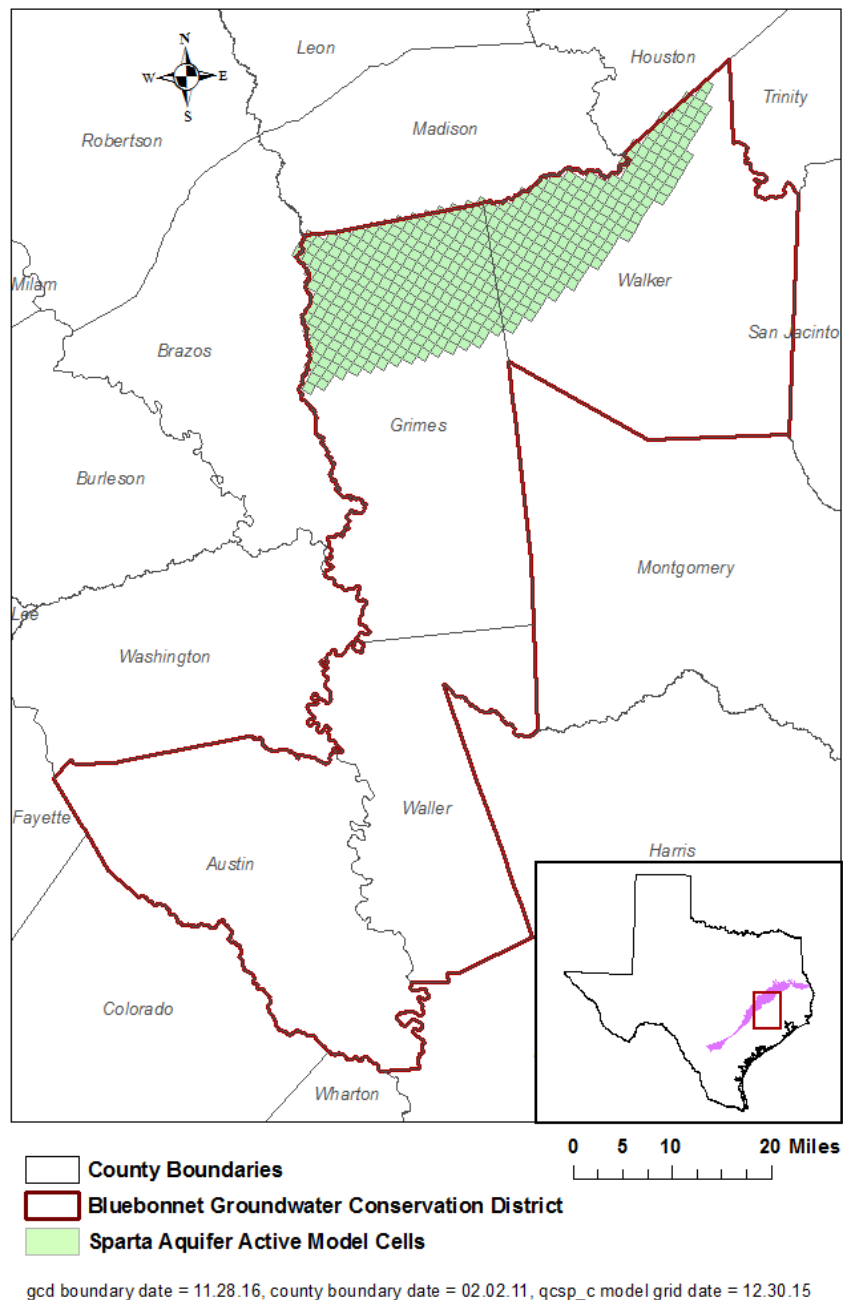 N
W E
S
Leon
Houston
Trinity
Madison
Robertson
Milam
Walker
San Jacinto
Brazos
Grimes
Burleson
Montgomery
Lee
Washington
Waller
Fayette
Austin
Harris
Colorado
Wharton
0 5 10 20 Miles
County Boundaries
Bluebonnet Groundwater Conservation District
Sparta Aquifer Active Model Cells
gcd boundary date = 11.28.16, county boundary date = 02.02.11, qcsp_c model grid date = 12.30.15